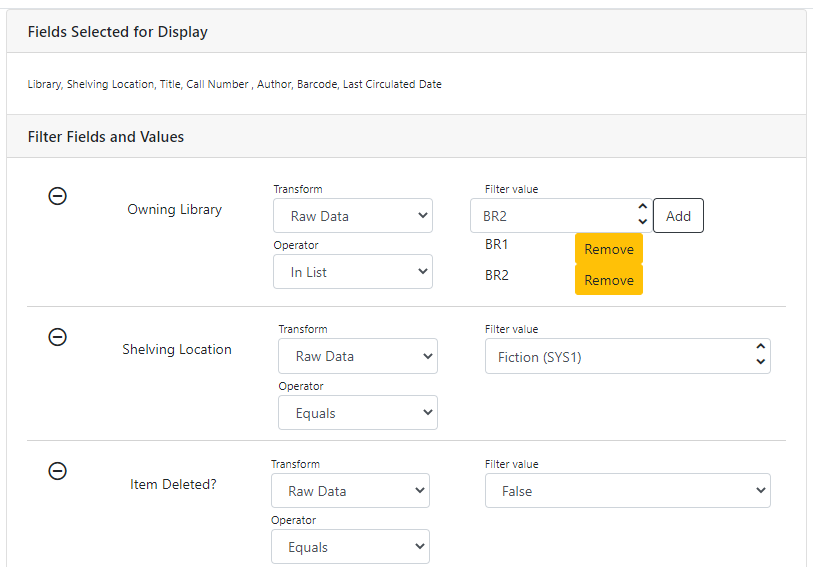 Fields Selected for Display
Library, Shelving Location, Title, Call Number , Author, Barcode, Last Circulated Date
Filter Fields and Values
Owning Library
Transform
Raw Data
Operator
In List
Filter value
BR2
Add
BR1
Remove
BR2
Remove
Shelving Location
Transform
Raw Data
Operator
Equals
Filter value
Fiction (SYS1)
Item Deleted?
Transform
Raw Data
Operator
Equals
Filter value
False